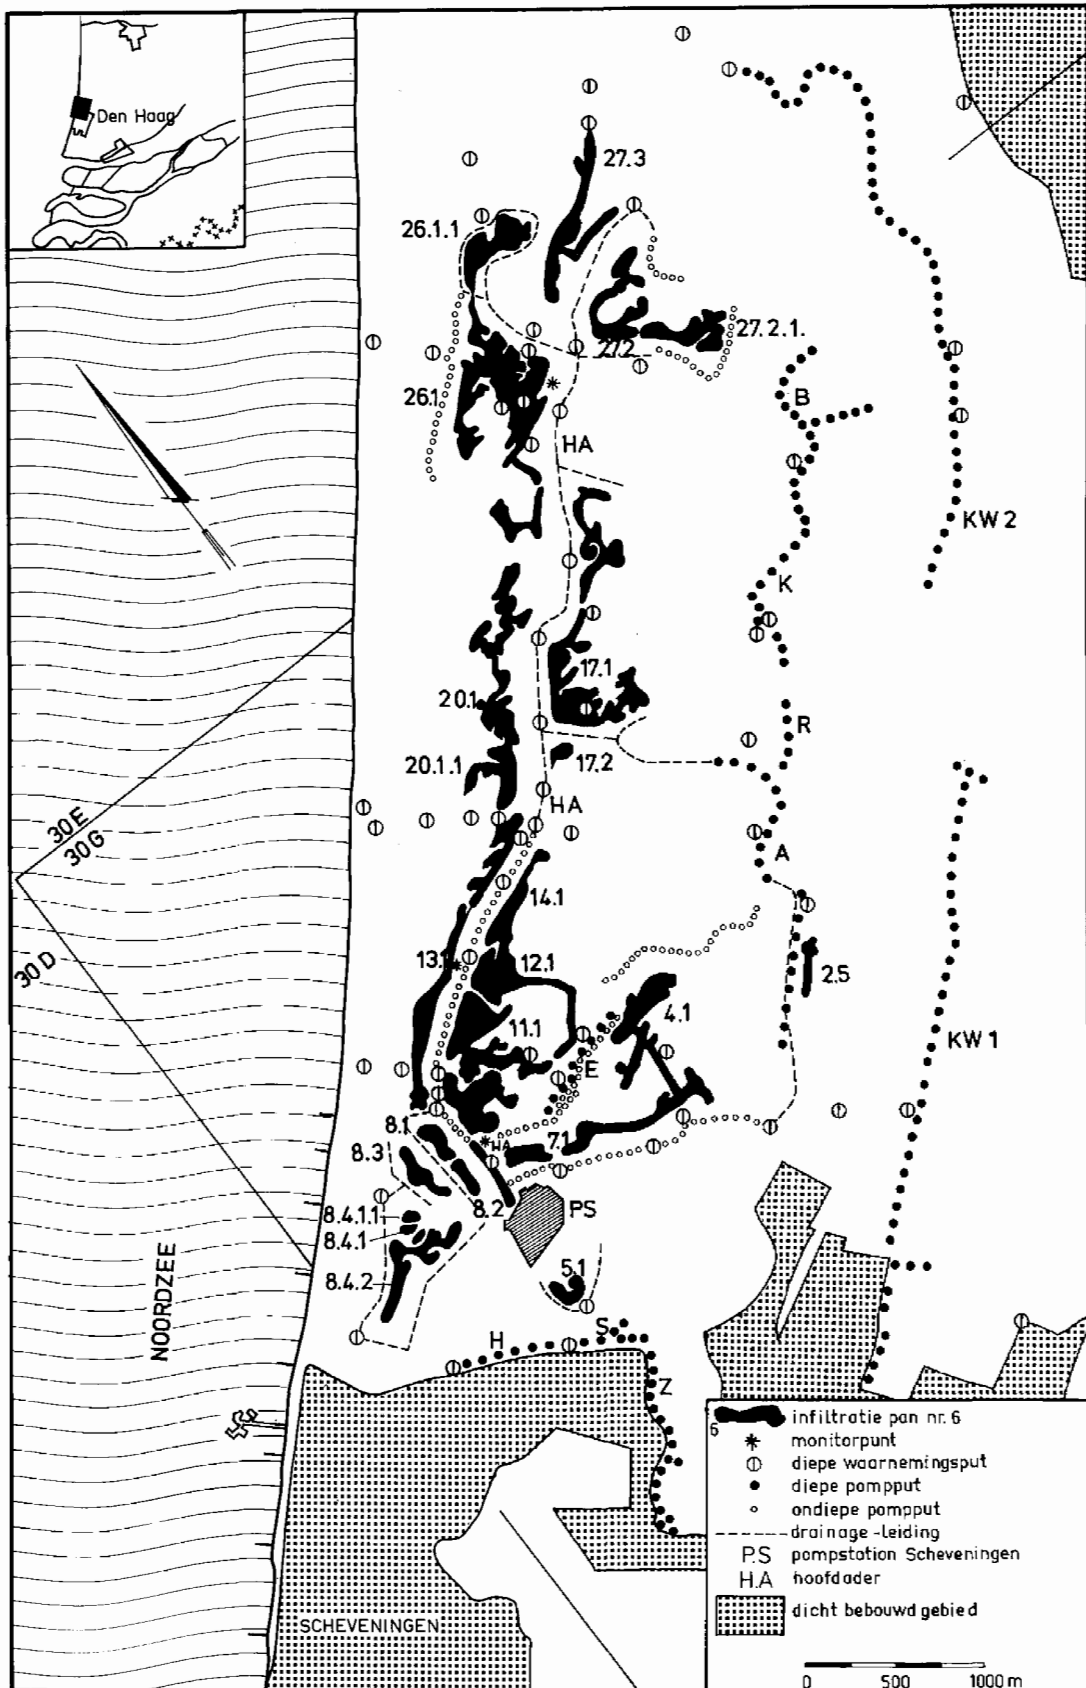 Den Haag
27.3
26.1.1
27.2.1.
27.2
26.1
B
HA
KW2
K
17.1
20.1
R
17.2
20.1.1
HA
30E
30G
A
14.1
30D
13.1
12.1
2.5
4.1
11.1
KW1
E
8.1
HA
7.1
8.3
8.2
PS
8.4.1.1
8.4.1
5.1
8.4.2
NOORDZEE
S
H
Z
infiltratie pan nr. 6
6
monitorpunt
diepe waarnemingsput
diepe pompput
ondiepe pompput
drainage-leiding
P.S pompstation Scheveningen
H.A hoofdader
dicht bebouwd gebied
SCHEVENINGEN
0 500 1000 m